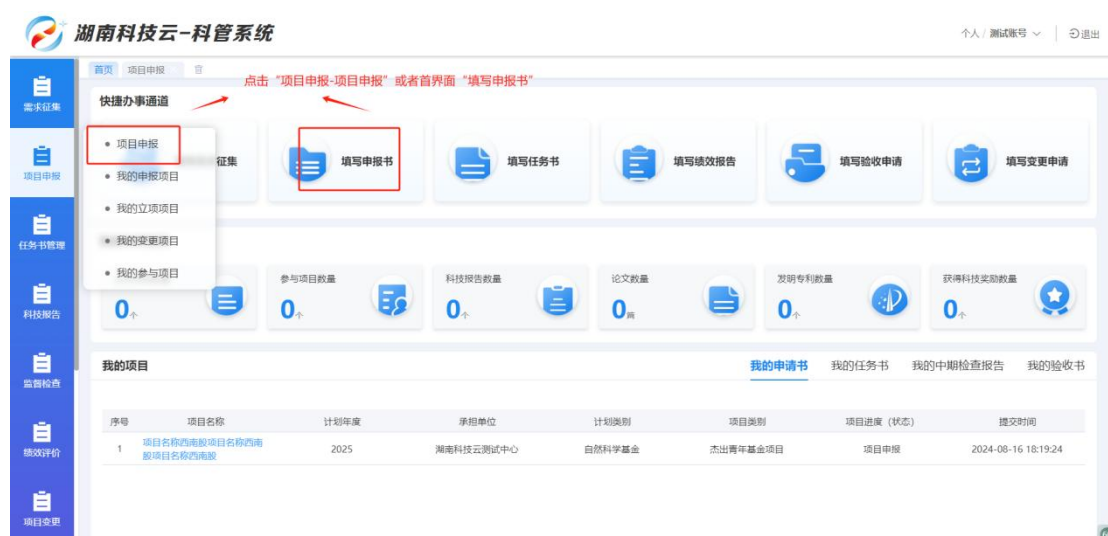 湖南科技云-科管系统
个人 / 测试账号
退出
首页 项目申报
点击“项目申报-项目申报”或者首界面“填写申报书”
需求征集
项目申报
任务书管理
科技报告
监督检查
绩效评价
项目变更
快捷办事通道
项目申报
我的申报项目
我的立项项目
我的变更项目
我的参与项目
征集
填写申报书
填写任务书
填写绩效报告
填写验收申请
填写变更申请
0个
参与项目数量
0个
科技报告数量
0个
论文数量
0篇
发明专利数量
0个
获得科技奖励数量
0个
我的项目
我的申请书 我的任务书 我的中期检查报告 我的验收书
序号 项目名称 计划年度 承担单位 计划类别 项目类别 项目进度（状态） 提交时间
1 项目名称西南股项目名称西南股项目名称西南股 2025 湖南科技云测试中心 自然科学基金 杰出青年基金项目 项目申报 2024-08-16 18:19:24